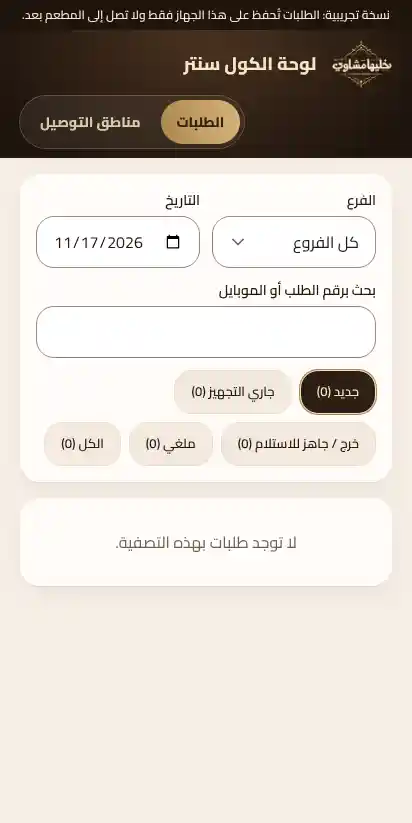 نسخة تجريبية: الطلبات تُحفظ على هذا الجهاز فقط ولا تصل إلى المطعم بعد.
خليها مشاوي
لوحة الكول سنتر
الطلبات
مناطق التوصيل
الفرع
التاريخ
كل الفروع
11/17/2026
بحث برقم الطلب أو الموبايل
جديد (0)
جاري التجهيز (0)
خرج / جاهز للاستلام (0)
ملغي (0)
الكل (0)
لا توجد طلبات بهذه التصفية.